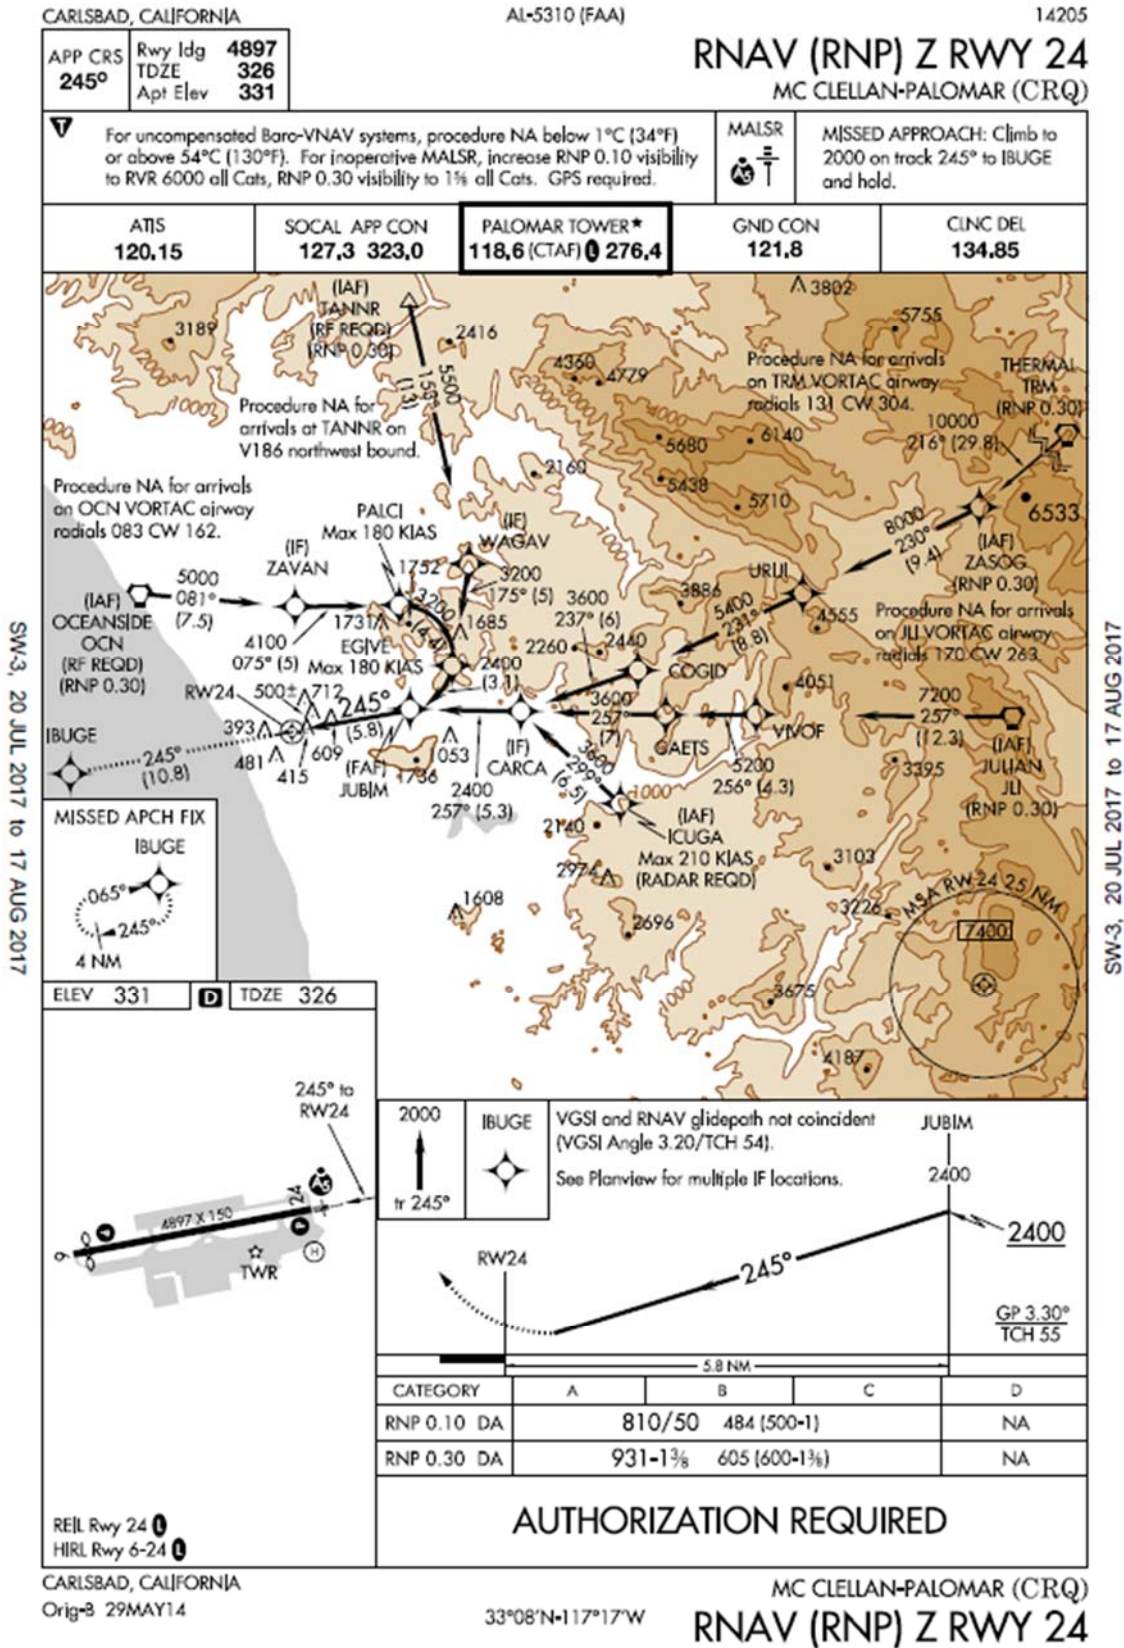 CARLSBAD, CALIFORNIA
AL-5310 (FAA)
14205
APP CRS
245°
Rwy ldg 4897
TDZE 326
Apt Elev 331
RNAV (RNP) Z RWY 24
MC CLELLAN-PALOMAR (CRQ)
T
For uncompensated Baro-VNAV systems, procedure NA below 1°C (34°F)
or above 54°C (130°F). For inoperative MALSR, increase RNP 0.10 visibility
to RVR 6000 all Cats, RNP 0.30 visibility to 1⅝ all Cats. GPS required.
MALSR
A5
MISSED APPROACH: Climb to
2000 on track 245° to IBUGE
and hold.
ATIS
120.15
SOCAL APP CON
127.3 323.0
PALOMAR TOWER★
118.6 (CTAF) L 276.4
GND CON
121.8
CLNC DEL
134.85
(IAF)
TANNR
(RF REQD)
(RNP 0.30)
3189
2416
5500
153°
(13)
3802
5755
4360
4779
Procedure NA for arrivals
on TRM VORTAC airway
radials 131 CW 304.
THERMAL
TRM
(RNP 0.30)
10000
216° (29.8)
Procedure NA for
arrivals at TANNR on
V186 northwest bound.
5680
6140
2160
5438
5710
6533
Procedure NA for arrivals
on OCN VORTAC airway
radials 083 CW 162.
PALCI
Max 180 KIAS
(IF)
WAGAV
8000
230°
(9.4)
(IAF)
ZASOG
(RNP 0.30)
(IF)
ZAVAN
1752
3200
175° (5)
URIJI
5000
081°
(7.5)
(IAF)
OCEANSIDE
OCN
(RF REQD)
(RNP 0.30)
3200
(4.4)
3600
237° (6)
3886
5400
231°
(8.8)
4555
Procedure NA for arrivals
on JLI VORTAC airway
radials 170 CW 263.
1731
1685
4100
075° (5)
EGIVE
Max 180 KIAS
2400
(3.1)
2260
2440
COGID
4051
RW24
500±
712
245°
(5.8)
393
481
415
609
3600
257°
(7)
7200
257°
(12.3)
IBUGE
245°
(10.8)
(FAF)
JUBIM
053
1736
(IF)
CARCA
2400
257° (5.3)
GAETS
VIVOF
5200
256° (4.3)
3395
(IAF)
JULIAN
JLI
(RNP 0.30)
3600
299°
(6.5)
1000
(IAF)
ICUGA
Max 210 KIAS
(RADAR REQD)
2140
2974
3103
MISSED APCH FIX
IBUGE
065°
245°
4 NM
1608
2696
3226
MSA RW24 25 NM
7400
3675
4187
SW-3, 20 JUL 2017 to 17 AUG 2017
SW-3, 20 JUL 2017 to 17 AUG 2017
ELEV 331
D
TDZE 326
245° to
RW24
24
A5
4897 X 150
6
P
H
TWR
REIL Rwy 24 L
HIRL Rwy 6-24 L
2000
tr 245°
IBUGE
VGSI and RNAV glidepath not coincident
(VGSI Angle 3.20/TCH 54).
See Planview for multiple IF locations.
JUBIM
2400
2400
RW24
245°
GP 3.30°
TCH 55
5.8 NM
CATEGORY A B C D
RNP 0.10 DA 810/50 484 (500-1) NA
RNP 0.30 DA 931-1⅜ 605 (600-1⅜) NA
AUTHORIZATION REQUIRED
CARLSBAD, CALIFORNIA
Orig-B 29MAY14
33°08'N-117°17'W
MC CLELLAN-PALOMAR (CRQ)
RNAV (RNP) Z RWY 24